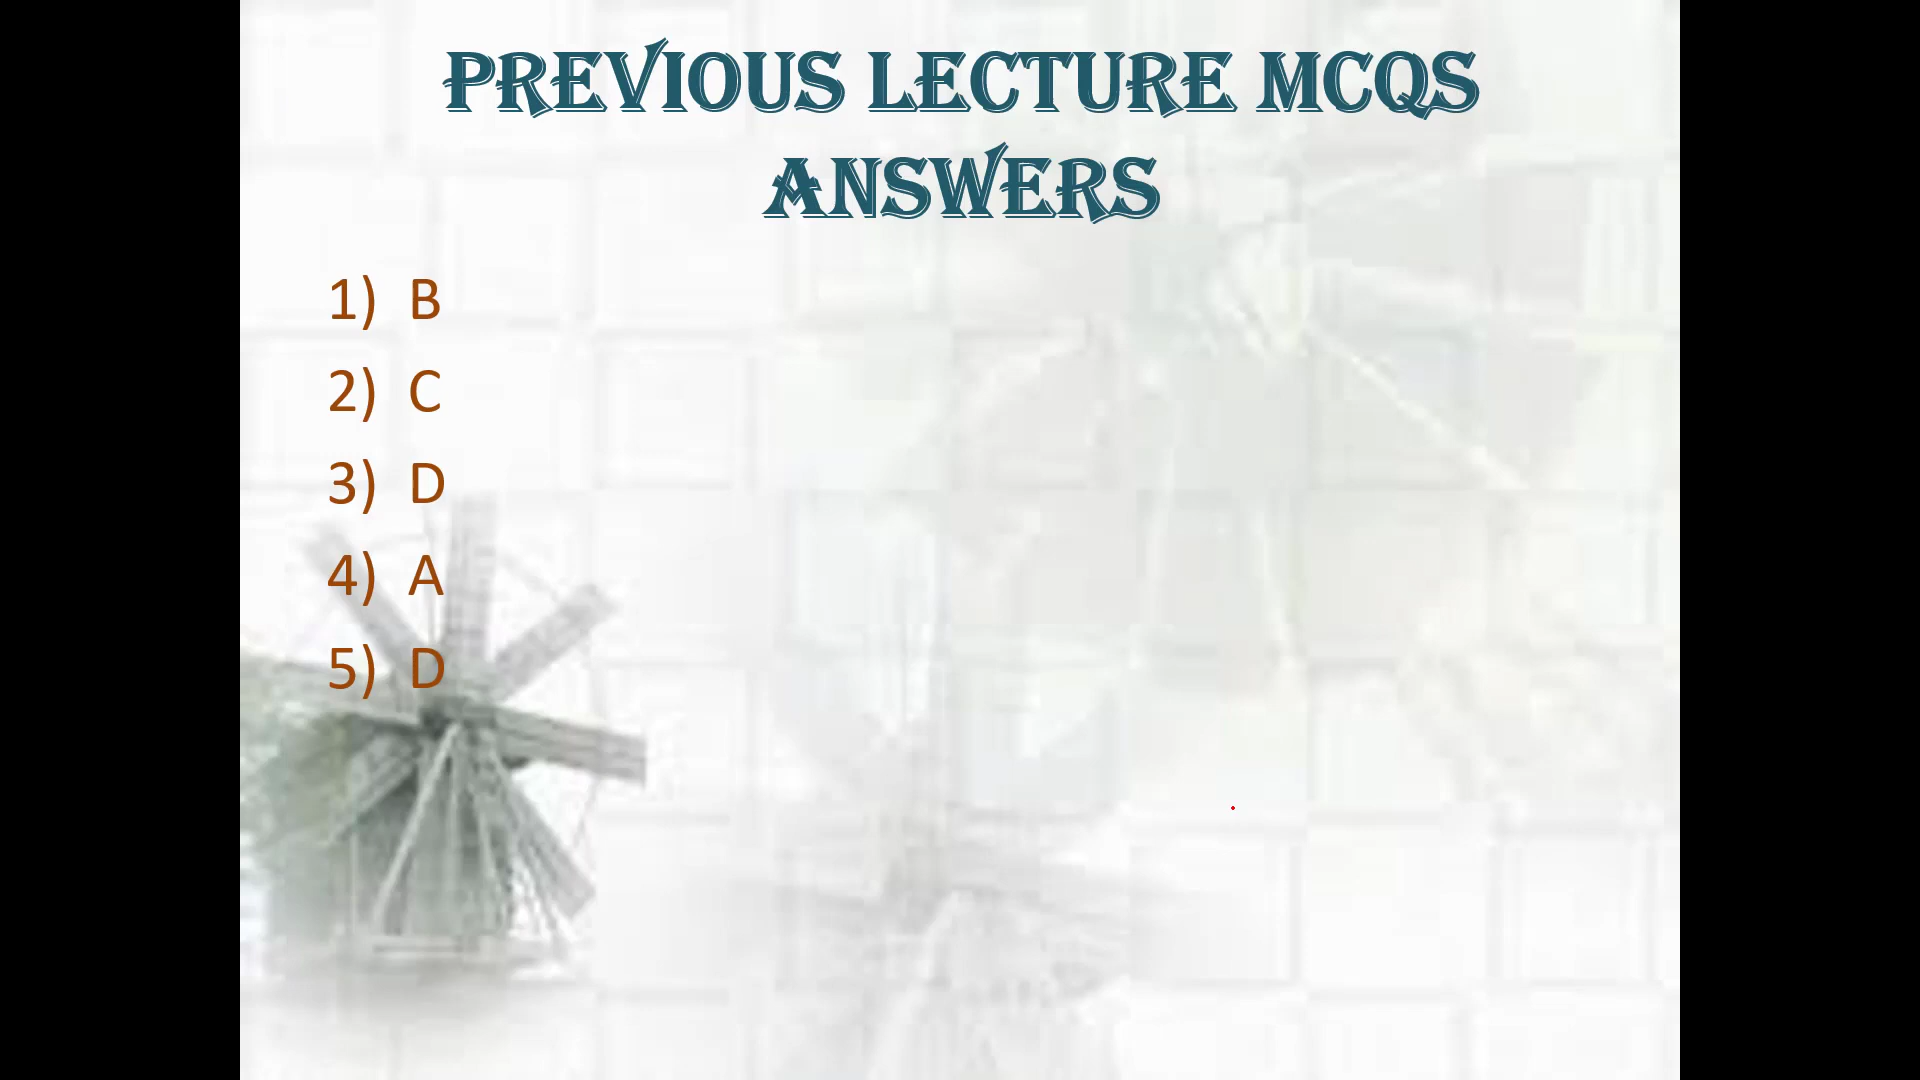 PREVIOUS LECTURE MCQS
ANSWERS
1) B
2) C
3) D
4) A
5) D